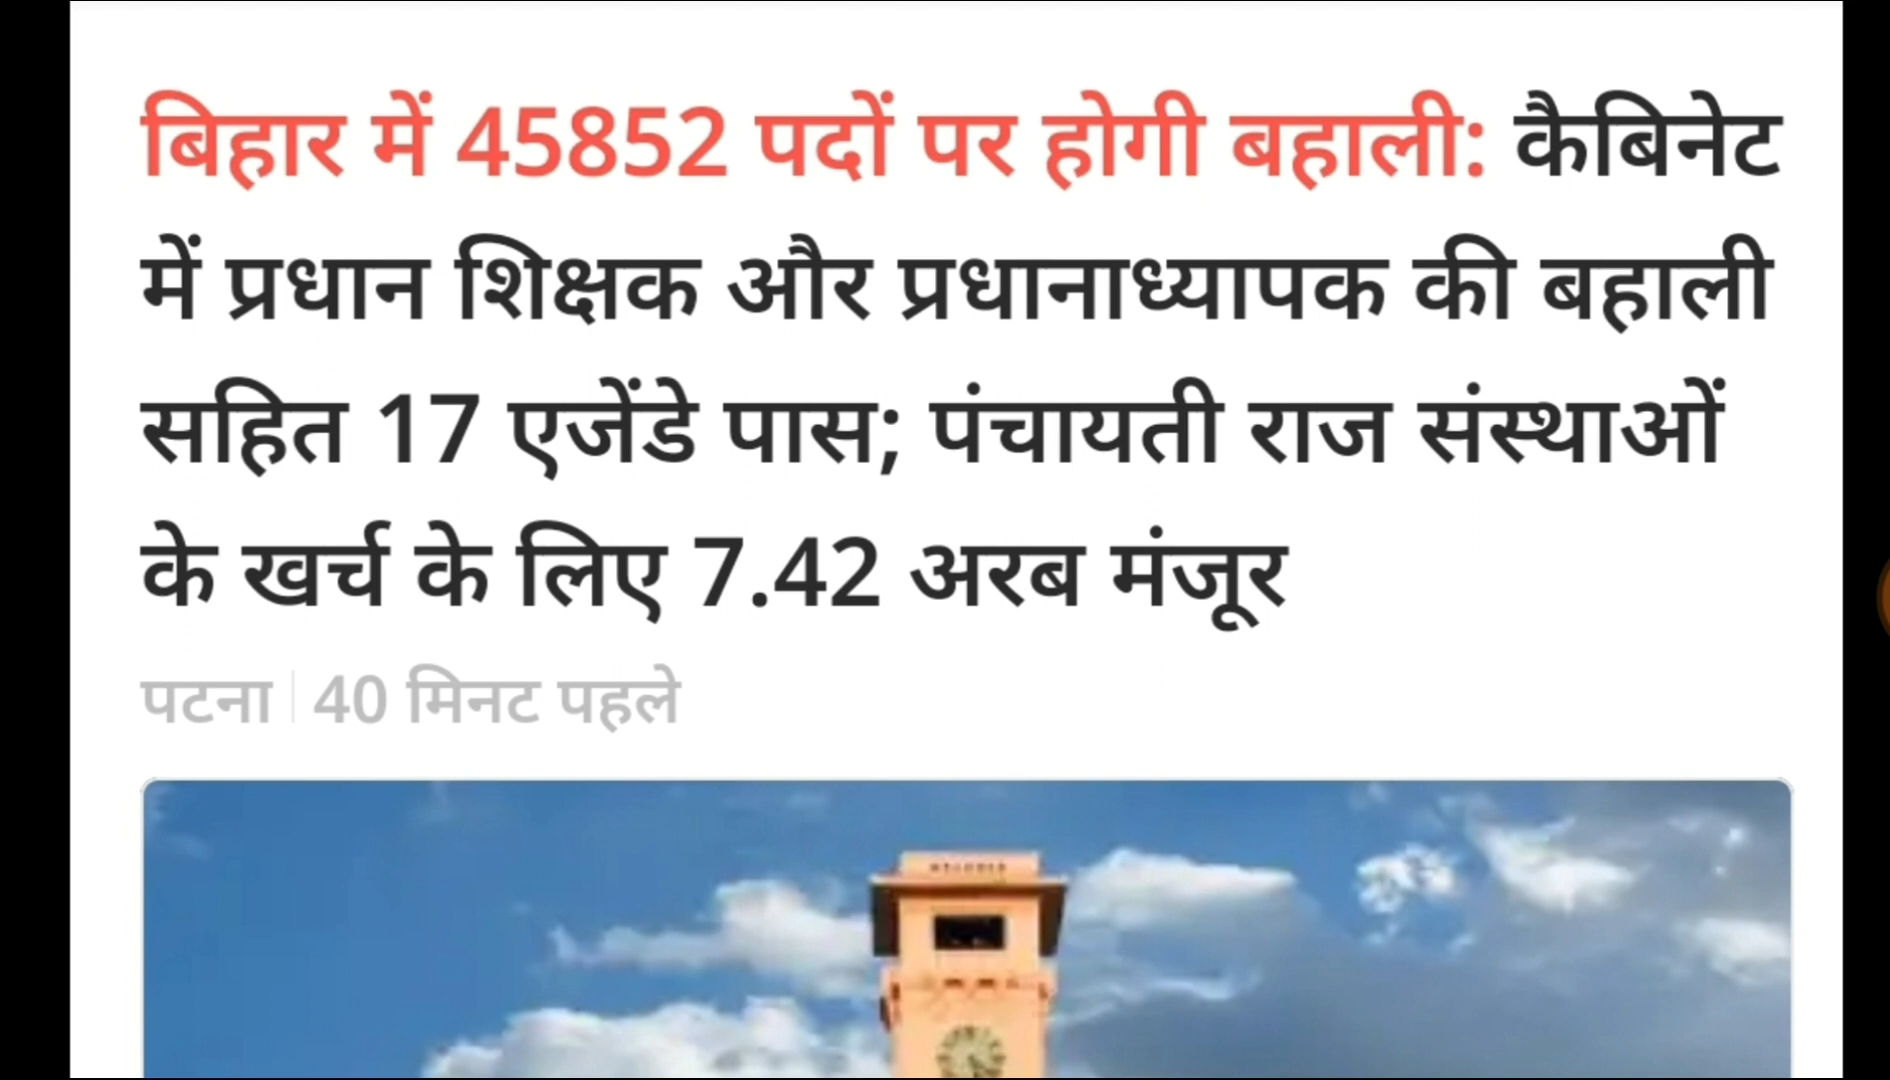 बिहार में 45852 पदों पर होगी बहाली: कैबिनेट
में प्रधान शिक्षक और प्रधानाध्यापक की बहाली
सहित 17 एजेंडे पास; पंचायती राज संस्थाओं
के खर्च के लिए 7.42 अरब मंजूर
पटना | 40 मिनट पहले